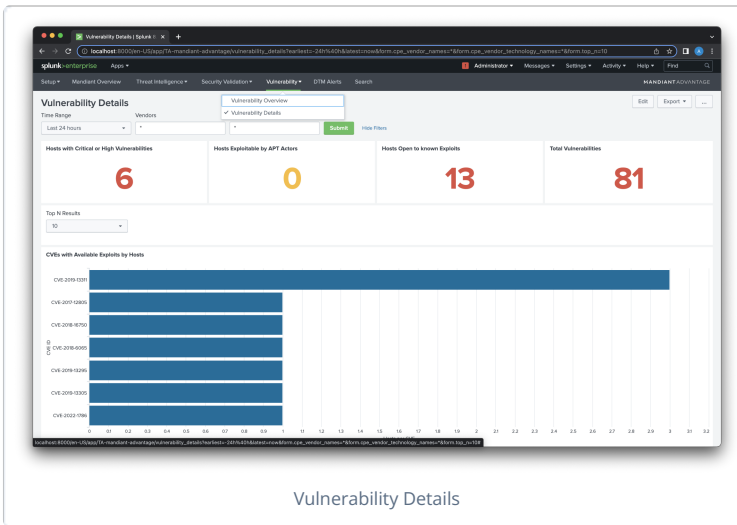 Vulnerability Details | Splunk 9
localhost:8000/en-US/app/TA-mandiant-advantage/vulnerability_details?earliest=-24h%40h&latest=now&form.cpe_vendor_names=*&form.cpe_vendor_technology_names=*&form.top_n=10
splunk>enterprise Apps ▾ Administrator ▾ Messages ▾ Settings ▾ Activity ▾ Help ▾ Find
Setup ▾ Mandiant Overview Threat Intelligence ▾ Security Validation ▾ Vulnerability ▾ DTM Alerts Search MANDIANT ADVANTAGE
Vulnerability Overview
✓ Vulnerability Details
Vulnerability Details Edit Export ▾ ...
Time Range Vendors
Last 24 hours * * Submit Hide Filters
Hosts with Critical or High Vulnerabilities Hosts Exploitable by APT Actors Hosts Open to known Exploits Total Vulnerabilities
6 0 13 81
Top N Results
10
CVEs with Available Exploits by Hosts
CVE ID
CVE-2019-13311
CVE-2017-12805
CVE-2018-16750
CVE-2018-6065
CVE-2019-13295
CVE-2019-13305
CVE-2022-1786
0 0.1 0.2 0.3 0.4 0.5 0.6 0.7 0.8 0.9 1 1.1 1.2 1.3 1.4 1.5 1.6 1.7 1.8 1.9 2 2.1 2.2 2.3 2.4 2.5 2.6 2.7 2.8 2.9 3 3.1 3.2
localhost:8000/en-US/app/TA-mandiant-advantage/vulnerability_details?earliest=-24h%40h&latest=now&form.cpe_vendor_names=*&form.cpe_vendor_technology_names=*&form.top_n=10#
Vulnerability Details